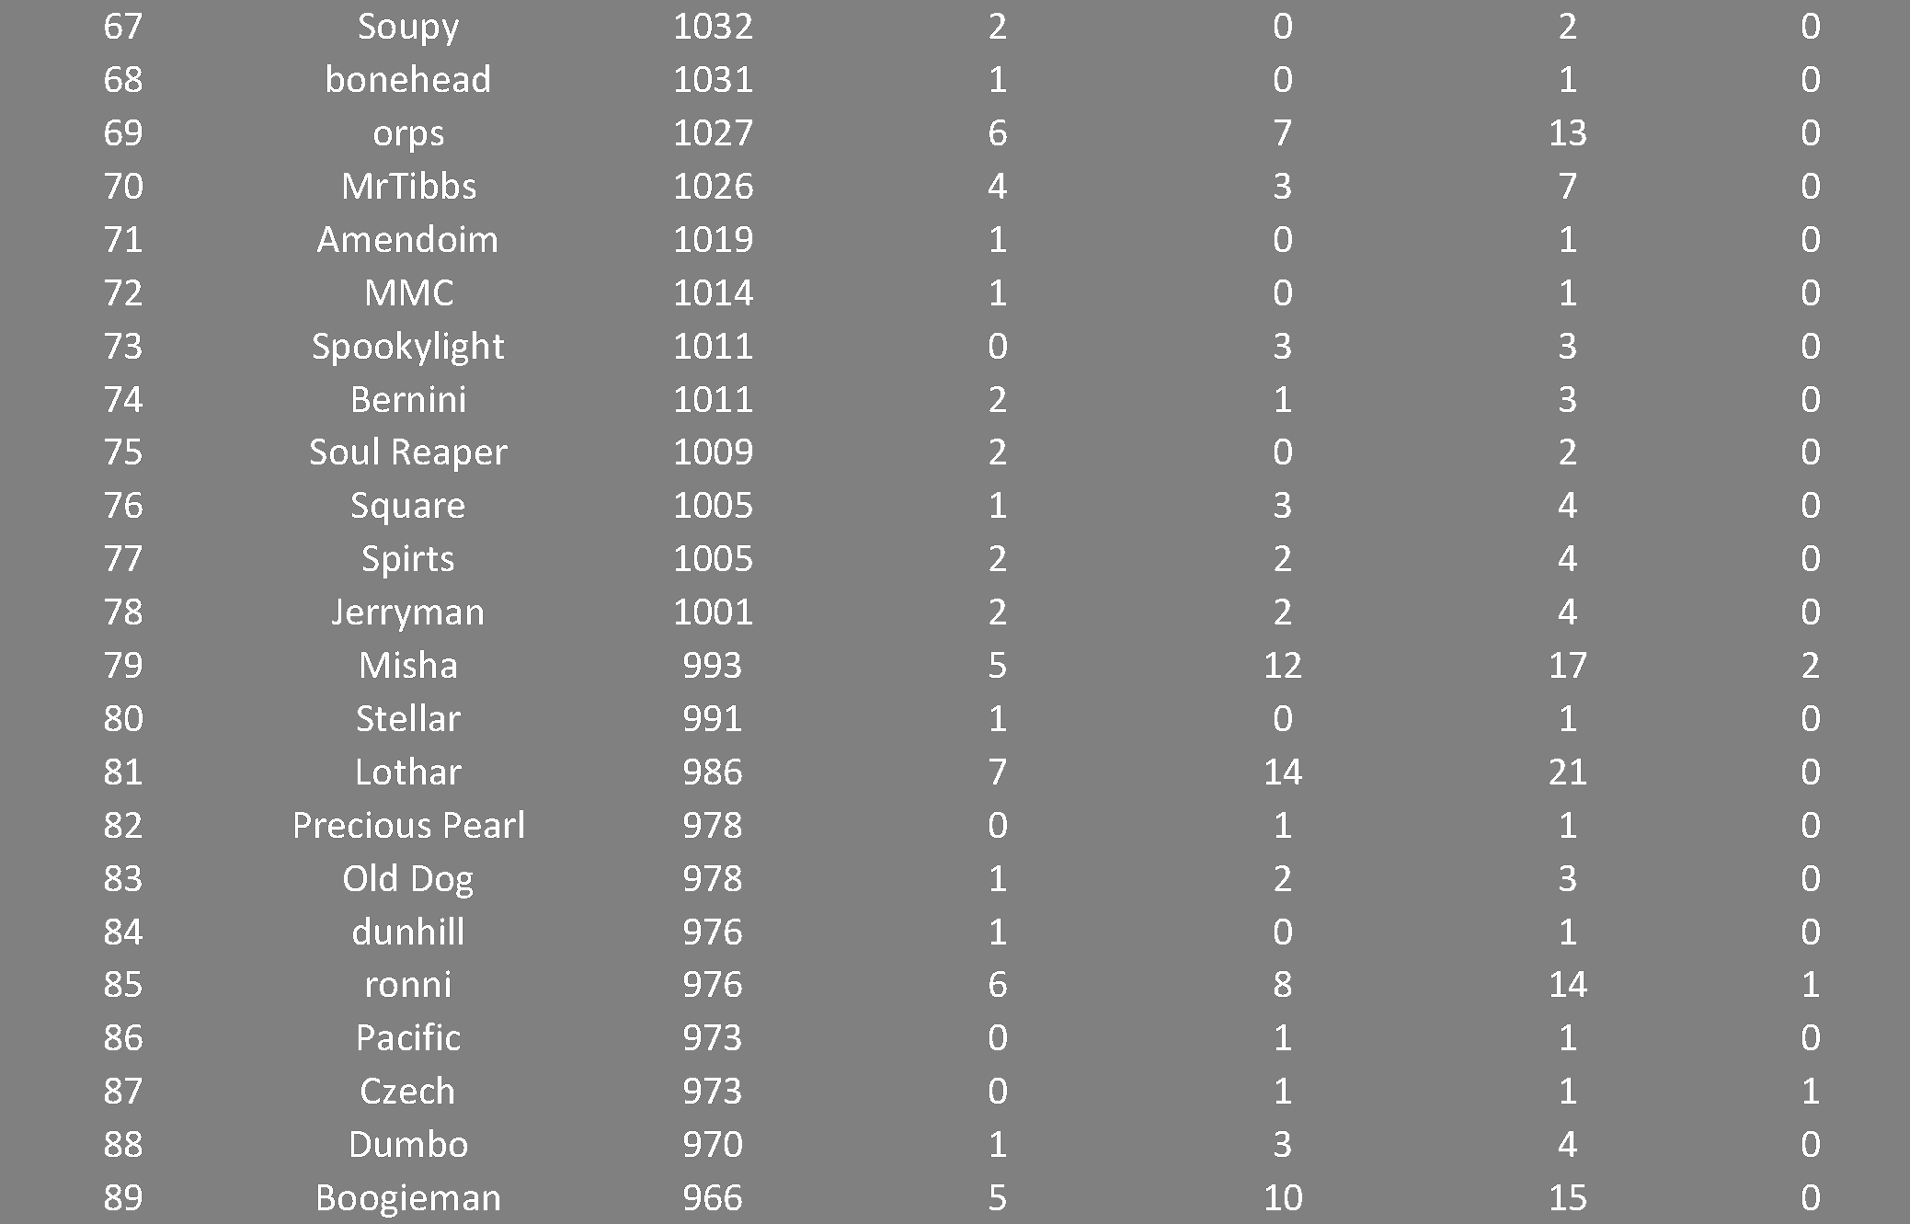 67 Soupy 1032 2 0 2 0
68 bonehead 1031 1 0 1 0
69 orps 1027 6 7 13 0
70 MrTibbs 1026 4 3 7 0
71 Amendoim 1019 1 0 1 0
72 MMC 1014 1 0 1 0
73 Spookylight 1011 0 3 3 0
74 Bernini 1011 2 1 3 0
75 Soul Reaper 1009 2 0 2 0
76 Square 1005 1 3 4 0
77 Spirts 1005 2 2 4 0
78 Jerryman 1001 2 2 4 0
79 Misha 993 5 12 17 2
80 Stellar 991 1 0 1 0
81 Lothar 986 7 14 21 0
82 Precious Pearl 978 0 1 1 0
83 Old Dog 978 1 2 3 0
84 dunhill 976 1 0 1 0
85 ronni 976 6 8 14 1
86 Pacific 973 0 1 1 0
87 Czech 973 0 1 1 1
88 Dumbo 970 1 3 4 0
89 Boogieman 966 5 10 15 0